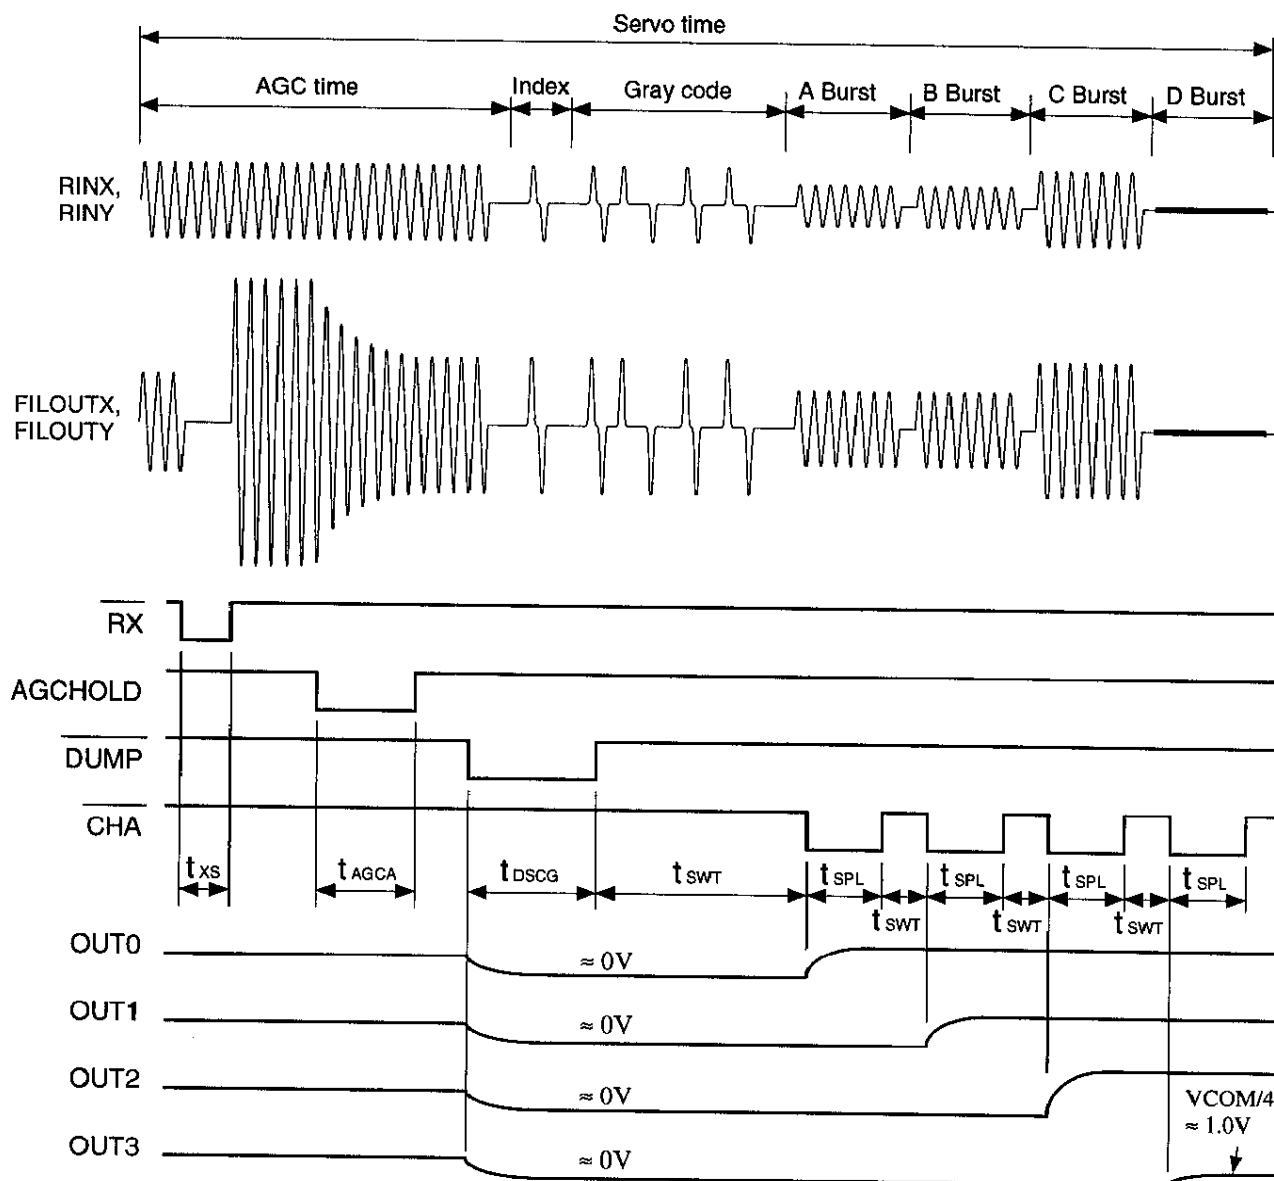 Servo time
AGC time Index Gray code A Burst B Burst C Burst D Burst
RINX,
RINY
FILOUTX,
FILOUTY
RX
AGCHOLD
DUMP
CHA
tXS tAGCA tDSCG tSWT tSPL tSPL tSPL tSPL
tSWT tSWT tSWT
OUT0 ≈ 0V
OUT1 ≈ 0V
OUT2 ≈ 0V
VCOM/4
≈ 1.0V
OUT3 ≈ 0V